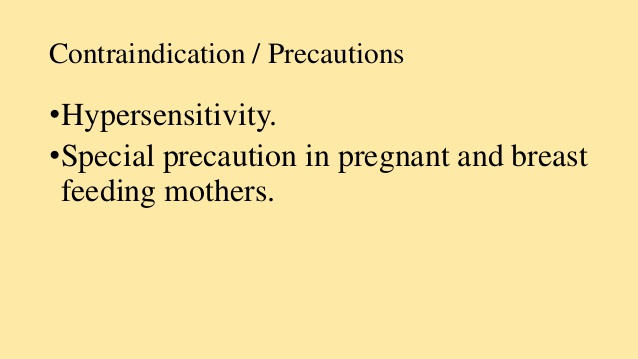 Contraindication / Precautions
•Hypersensitivity.
•Special precaution in pregnant and breast
feeding mothers.